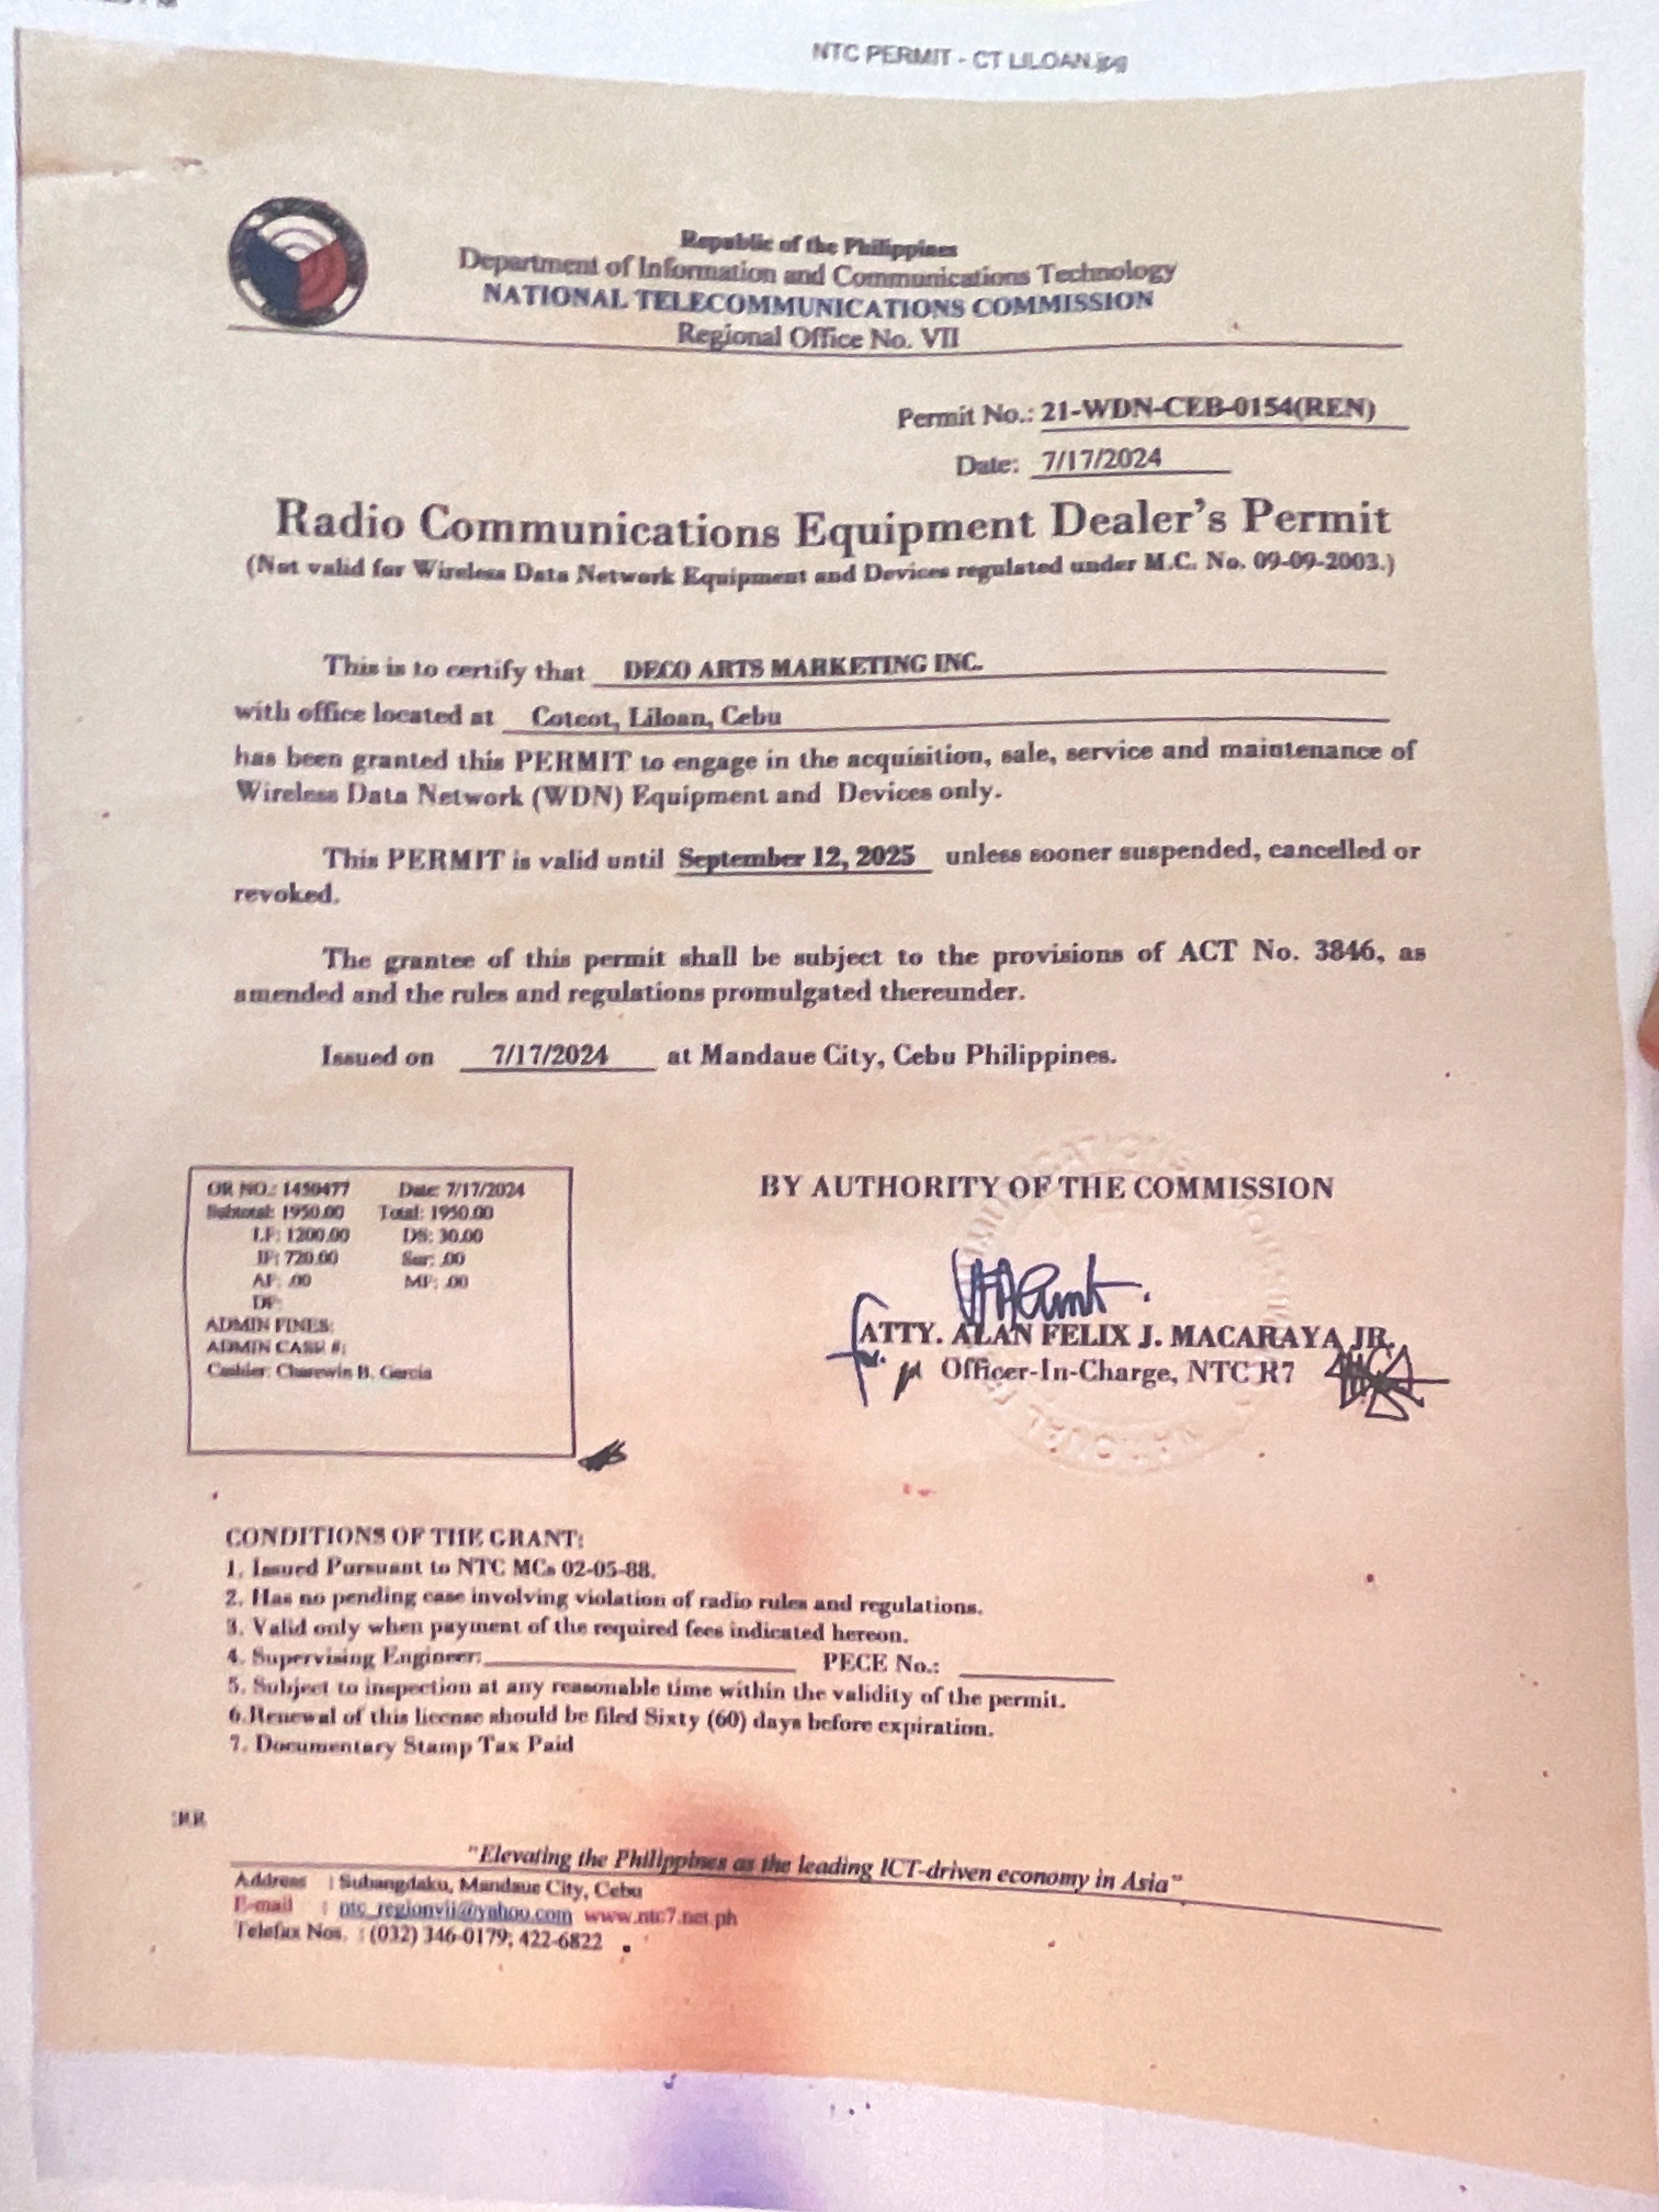 NTC PERMIT - CT LILOAN.jpg
Republic of the Philippines
Department of Information and Communications Technology
NATIONAL TELECOMMUNICATIONS COMMISSION
Regional Office No. VII
Permit No.: 21-WDN-CEB-0154(REN)
Date: 7/17/2024
Radio Communications Equipment Dealer's Permit
(Not valid for Wireless Data Network Equipment and Devices regulated under M.C. No. 09-09-2003.)
This is to certify that DECO ARTS MARKETING INC.
with office located at Cotcot, Liloan, Cebu
has been granted this PERMIT to engage in the acquisition, sale, service and maintenance of
Wireless Data Network (WDN) Equipment and Devices only.
This PERMIT is valid until September 12, 2025 unless sooner suspended, cancelled or
revoked.
The grantee of this permit shall be subject to the provisions of ACT No. 3846, as
amended and the rules and regulations promulgated thereunder.
Issued on 7/17/2024 at Mandaue City, Cebu Philippines.
OR NO.: 1450477 Date: 7/17/2024
Subtotal: 1950.00 Total: 1950.00
LF: 1200.00 DS: 30.00
IF: 720.00 Sur: .00
AF: .00 MF: .00
DF:
ADMIN FINES:
ADMIN CASE #:
Cashier: Charewin B. Garcia
BY AUTHORITY OF THE COMMISSION
ATTY. ALAN FELIX J. MACARAYA JR.
Officer-In-Charge, NTC R7
CONDITIONS OF THE GRANT:
1. Issued Pursuant to NTC MCs 02-05-88.
2. Has no pending case involving violation of radio rules and regulations.
3. Valid only when payment of the required fees indicated hereon.
4. Supervising Engineer: PECE No.:
5. Subject to inspection at any reasonable time within the validity of the permit.
6.Renewal of this license should be filed Sixty (60) days before expiration.
7. Documentary Stamp Tax Paid
"Elevating the Philippines as the leading ICT-driven economy in Asia"
Address : Subangdaku, Mandaue City, Cebu
E-mail : ntc_regionvii@yahoo.com www.ntc7.net.ph
Telefax Nos. : (032) 346-0179; 422-6822